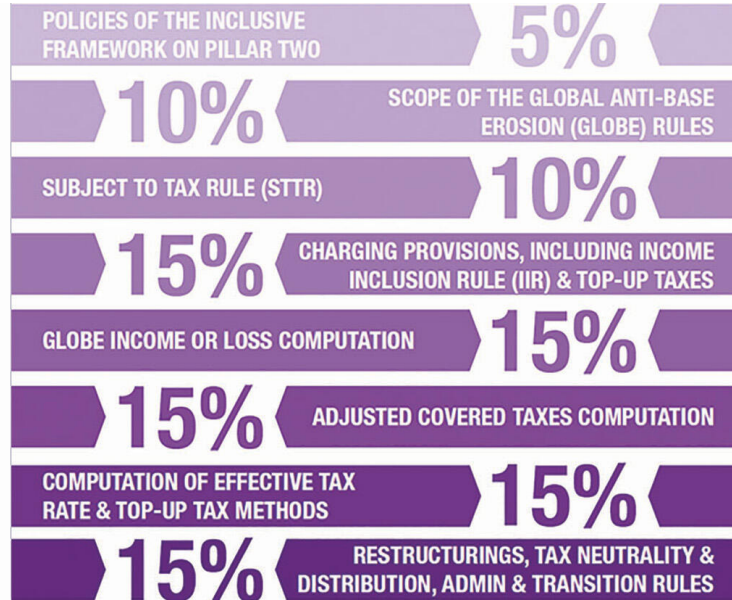 POLICIES OF THE INCLUSIVE
FRAMEWORK ON PILLAR TWO
5%
10%
SCOPE OF THE GLOBAL ANTI-BASE
EROSION (GLOBE) RULES
SUBJECT TO TAX RULE (STTR)
10%
15%
CHARGING PROVISIONS, INCLUDING INCOME
INCLUSION RULE (IIR) & TOP-UP TAXES
GLOBE INCOME OR LOSS COMPUTATION
15%
15%
ADJUSTED COVERED TAXES COMPUTATION
COMPUTATION OF EFFECTIVE TAX
RATE & TOP-UP TAX METHODS
15%
15%
RESTRUCTURINGS, TAX NEUTRALITY &
DISTRIBUTION, ADMIN & TRANSITION RULES